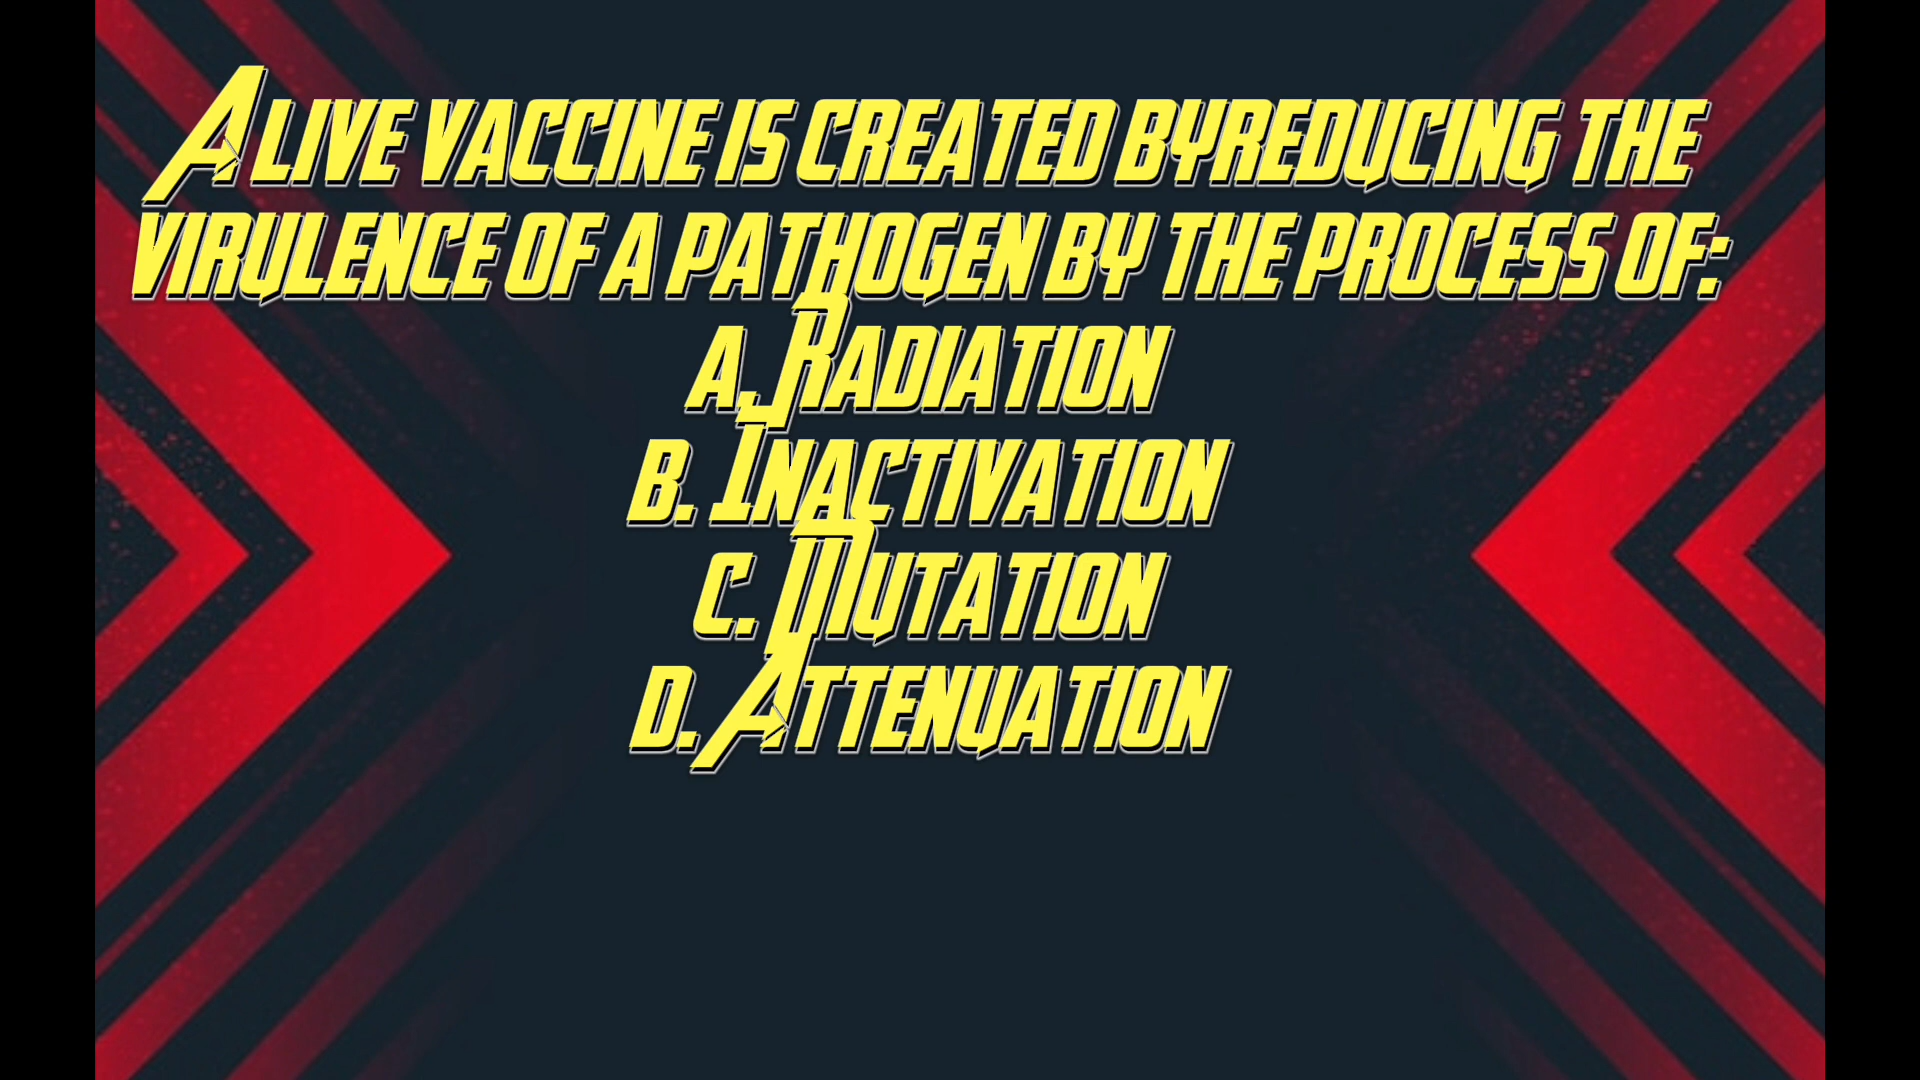 A live vaccine is created byreducing the
virulence of a pathogen by the process of:
a. Radiation
b. Inactivation
c. Mutation
d. Attenuation